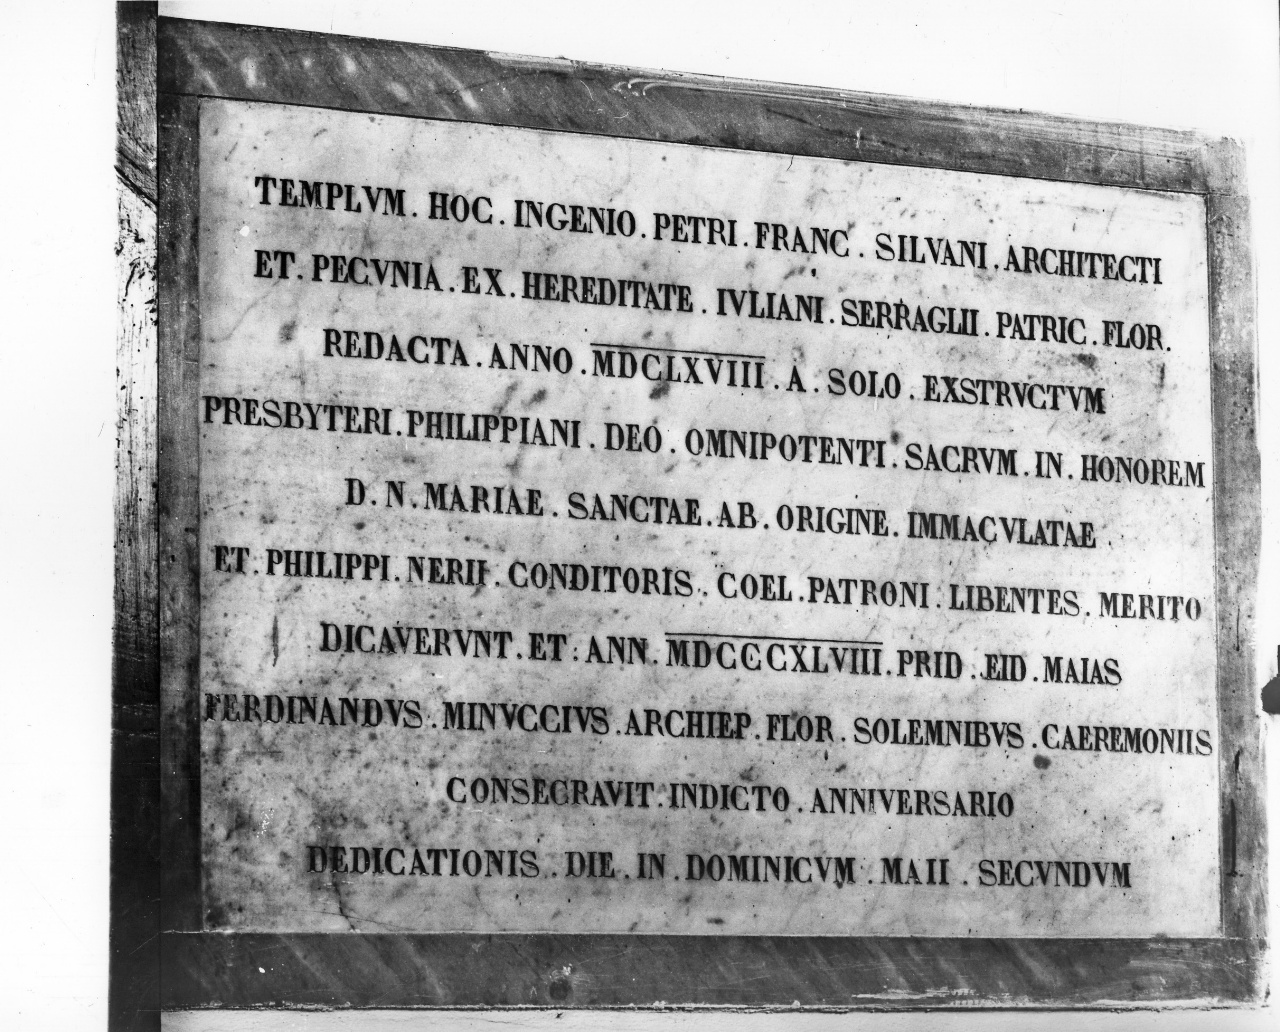 TEMPLVM . HOC . INGENIO . PETRI . FRANC . SILVANI . ARCHITECTI
ET . PECVNIA . EX . HEREDITATE . IVLIANI . SERRAGLII . PATRIC . FLOR .
REDACTA . ANNO . MDCLXVIII . A . SOLO . EXSTRVCTVM
PRESBYTERI . PHILIPPIANI . DEO . OMNIPOTENTI . SACRVM . IN . HONOREM
D . N . MARIAE . SANCTAE . AB . ORIGINE . IMMACVLATAE .
ET . PHILIPPI . NERII . CONDITORIS . COEL . PATRONI . LIBENTES . MERITO
DICAVERVNT . ET . ANN . MDCCCXLVIII . PRID . EID . MAIAS
FERDINANDVS . MINVCCIVS . ARCHIEP . FLOR . SOLEMNIBVS . CAEREMONIIS
CONSECRAVIT . INDICTO . ANNIVERSARIO
DEDICATIONIS . DIE . IN . DOMINICVM . MAII . SECVNDVM